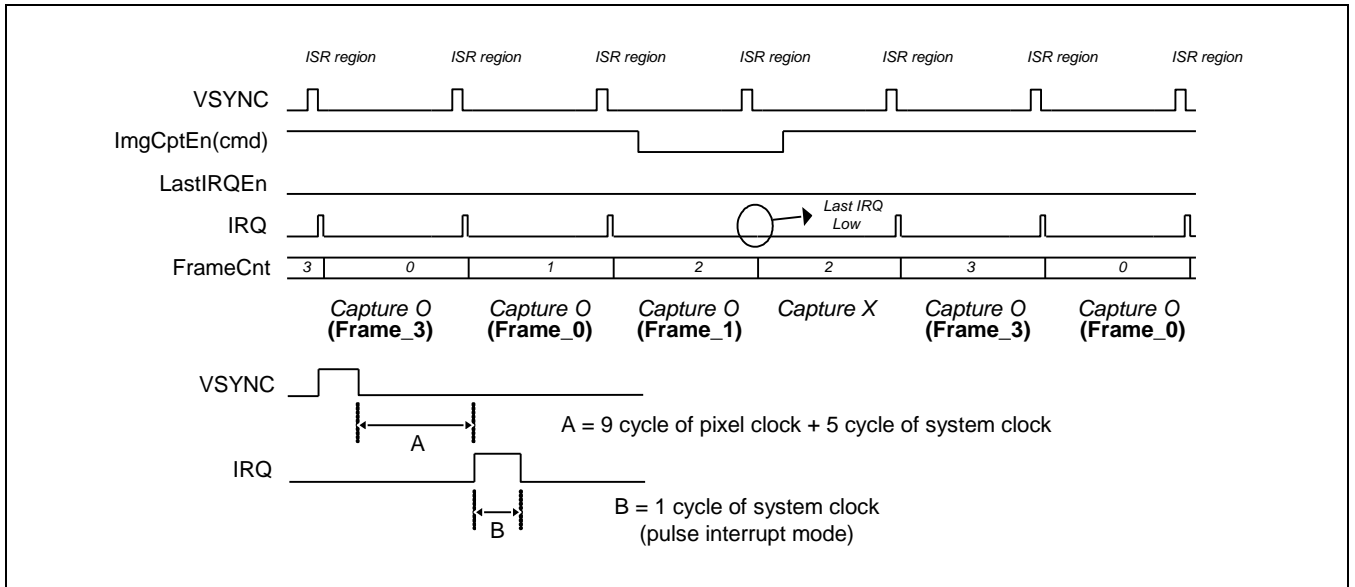 ISR region ISR region ISR region ISR region ISR region ISR region ISR region
VSYNC
ImgCptEn(cmd)
LastIRQEn
IRQ
Last IRQ
Low
FrameCnt 3 0 1 2 2 3 0
Capture O Capture O Capture O Capture X Capture O Capture O
(Frame_3) (Frame_0) (Frame_1) (Frame_3) (Frame_0)
VSYNC
A
A = 9 cycle of pixel clock + 5 cycle of system clock
IRQ
B
B = 1 cycle of system clock
(pulse interrupt mode)